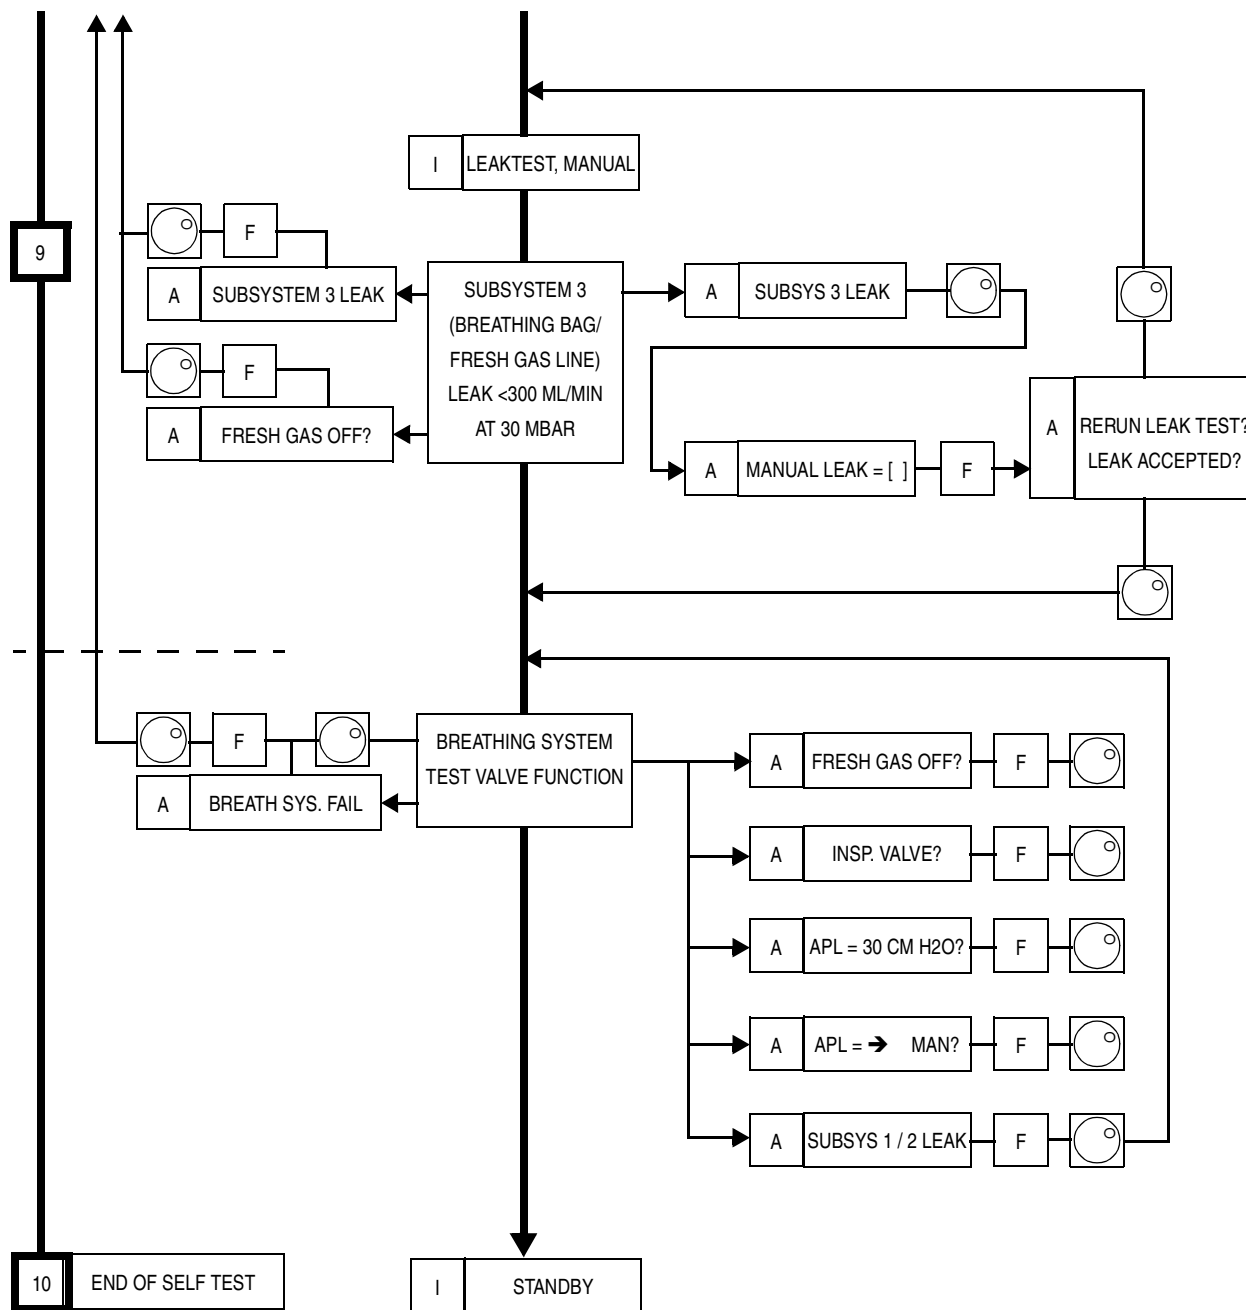 I LEAKTEST, MANUAL
9
F
A SUBSYSTEM 3 LEAK
F
A FRESH GAS OFF?
SUBSYSTEM 3
(BREATHING BAG/
FRESH GAS LINE)
LEAK <300 ML/MIN
AT 30 MBAR
A SUBSYS 3 LEAK
A MANUAL LEAK = [ ] F
A RERUN LEAK TEST?
LEAK ACCEPTED?
F
A BREATH SYS. FAIL
BREATHING SYSTEM
TEST VALVE FUNCTION
A FRESH GAS OFF? F
A INSP. VALVE? F
A APL = 30 CM H2O? F
A APL = ➔ MAN? F
A SUBSYS 1 / 2 LEAK F
10 END OF SELF TEST
I STANDBY